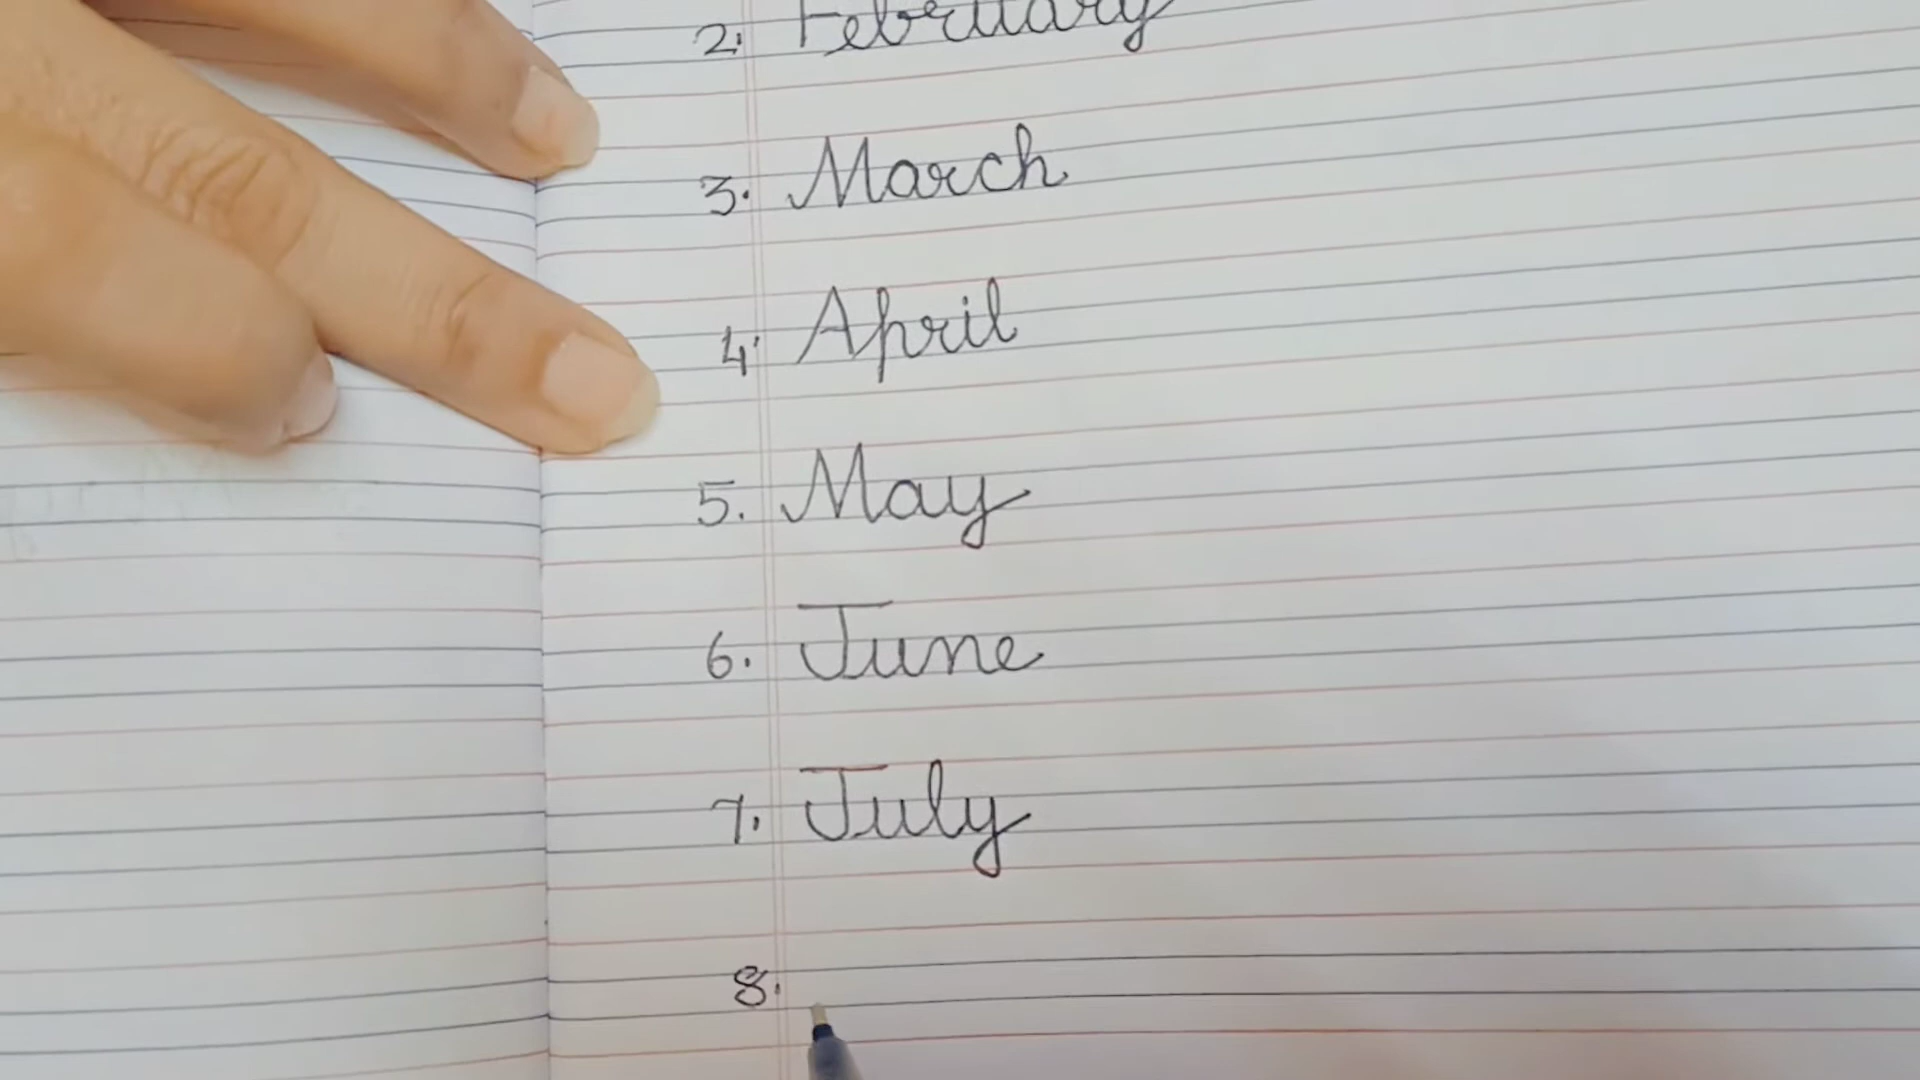 2. February
3. March
4. April
5. May
6. June
7. July
8.